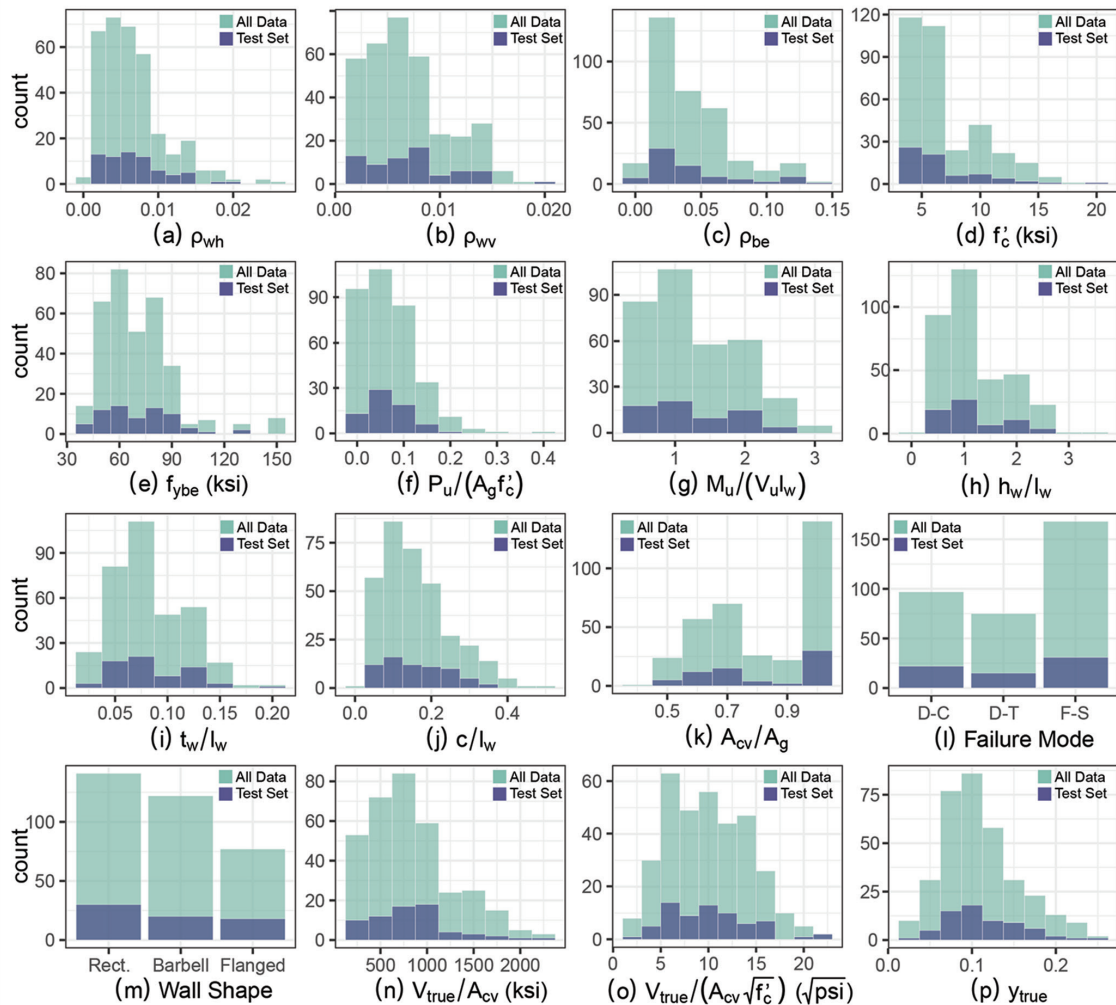 count
60
40
20
0
All Data
Test Set
0.00
0.01
0.02
(a) ρwh
80
60
40
20
0
All Data
Test Set
0.00
0.010
0.020
(b) ρwv
100
50
0
All Data
Test Set
0.00
0.05
0.10
0.15
(c) ρbe
120
90
60
30
0
All Data
Test Set
5
10
15
20
(d) f'c (ksi)
count
80
60
40
20
0
All Data
Test Set
30
60
90
120
150
(e) fybe (ksi)
90
60
30
0
All Data
Test Set
0.0
0.1
0.2
0.3
0.4
(f) Pu/(Agf'c)
90
60
30
0
All Data
Test Set
1
2
3
(g) Mu/(Vulw)
100
50
0
All Data
Test Set
0
1
2
3
(h) hw/lw
count
90
60
30
0
All Data
Test Set
0.05
0.10
0.15
0.20
(i) tw/lw
75
50
25
0
All Data
Test Set
0.0
0.2
0.4
(j) c/lw
100
50
0
All Data
Test Set
0.5
0.7
0.9
(k) Acv/Ag
150
100
50
0
All Data
Test Set
D-C
D-T
F-S
(l) Failure Mode
count
100
50
0
All Data
Test Set
Rect.
Barbell
Flanged
(m) Wall Shape
80
60
40
20
0
All Data
Test Set
500
1000
1500
2000
(n) Vtrue/Acv (ksi)
60
40
20
0
All Data
Test Set
0
5
10
15
20
(o) Vtrue/(Acv√f'c) (√psi)
75
50
25
0
All Data
Test Set
0.0
0.1
0.2
(p) ytrue